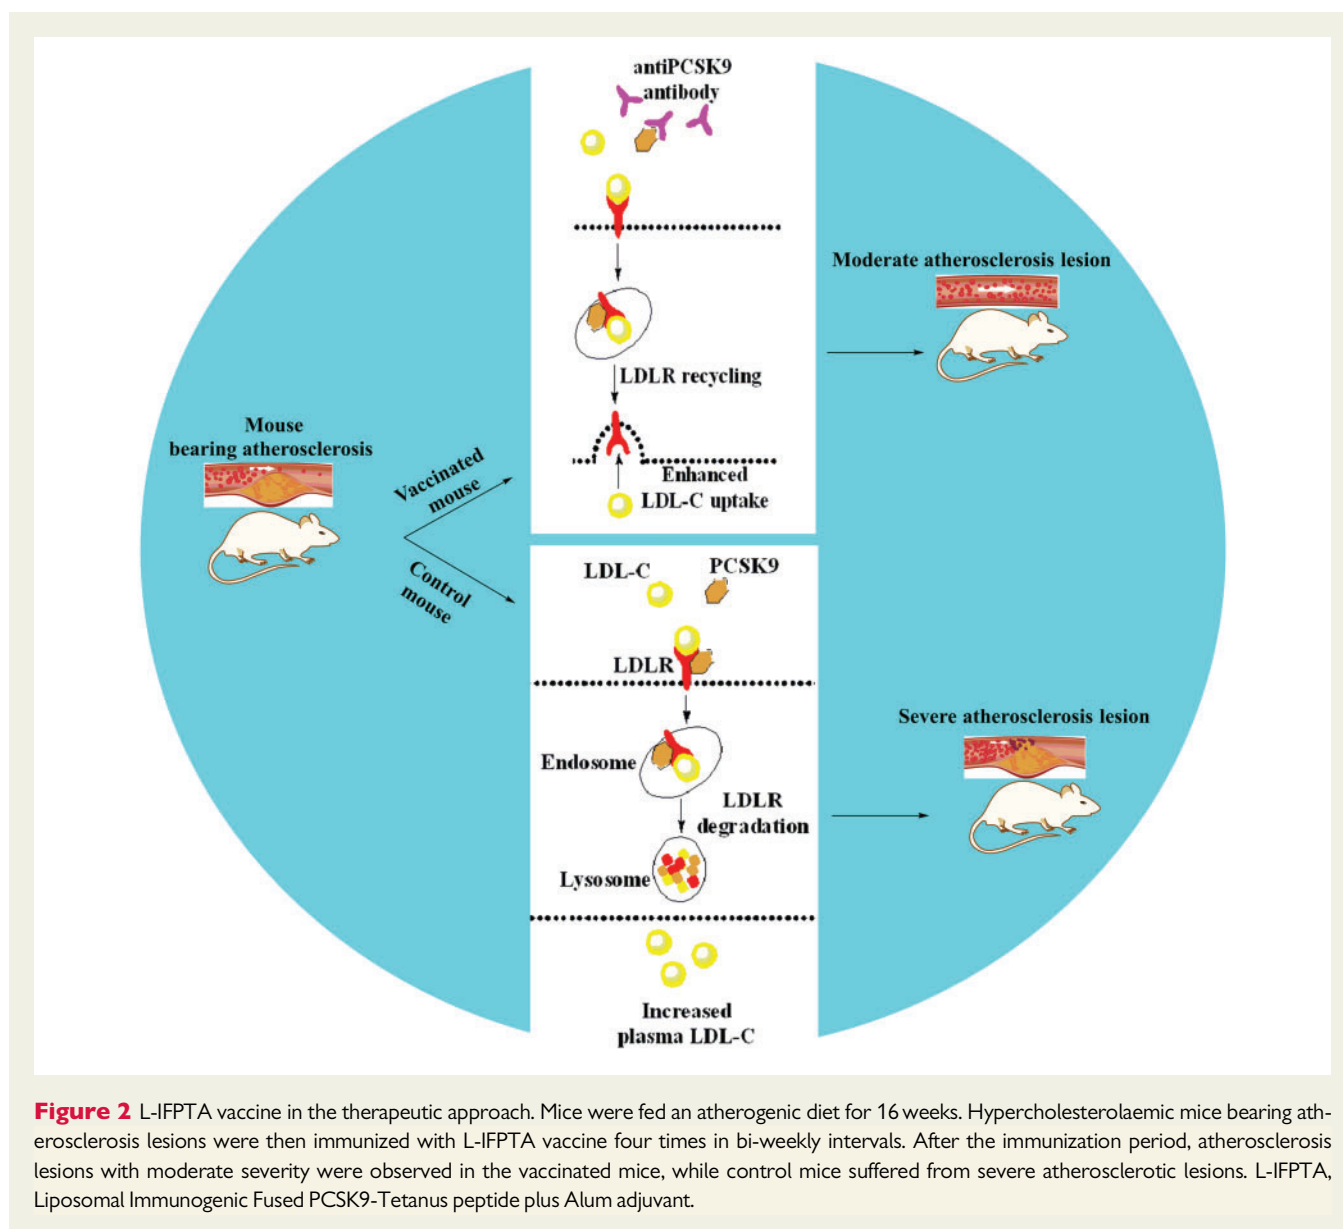 antiPCSK9
antibody
LDLR recycling
Enhanced
LDL-C uptake
Moderate atherosclerosis lesion
Mouse
bearing atherosclerosis
Vaccinated
mouse
Control
mouse
LDL-C
PCSK9
LDLR
Endosome
LDLR
degradation
Lysosome
Increased
plasma LDL-C
Severe atherosclerosis lesion
Figure 2 L-IFPTA vaccine in the therapeutic approach. Mice were fed an atherogenic diet for 16 weeks. Hypercholesterolaemic mice bearing ath-
erosclerosis lesions were then immunized with L-IFPTA vaccine four times in bi-weekly intervals. After the immunization period, atherosclerosis
lesions with moderate severity were observed in the vaccinated mice, while control mice suffered from severe atherosclerotic lesions. L-IFPTA,
Liposomal Immunogenic Fused PCSK9-Tetanus peptide plus Alum adjuvant.